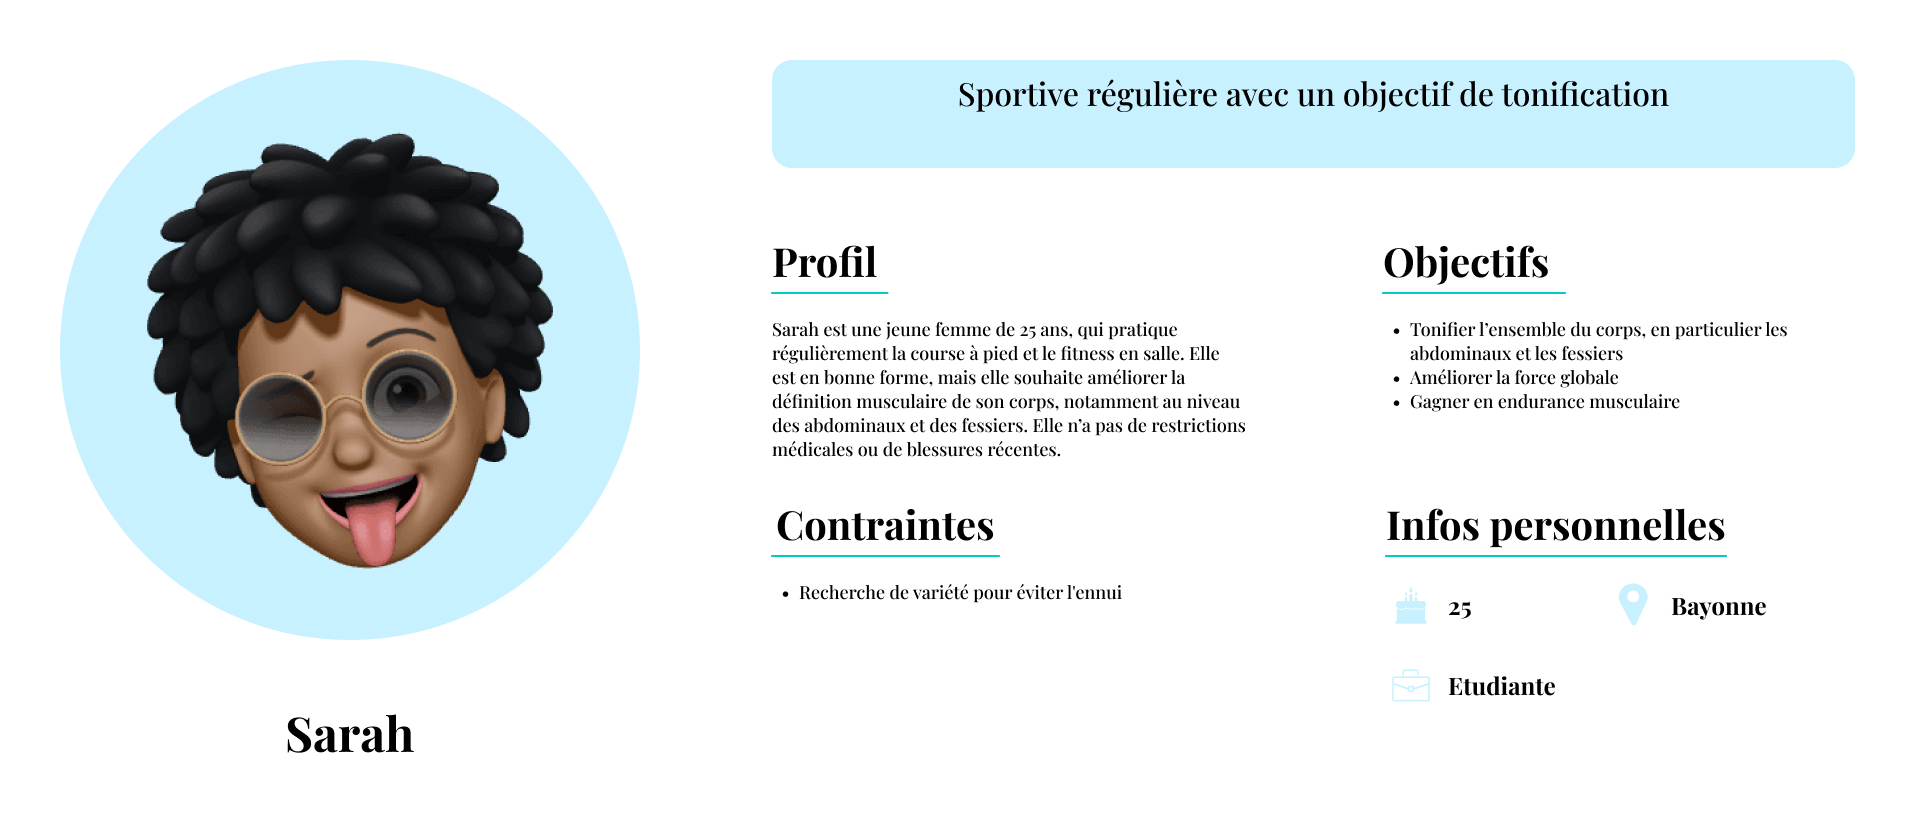 Sportive régulière avec un objectif de tonification
Profil
Sarah est une jeune femme de 25 ans, qui pratique
régulièrement la course à pied et le fitness en salle. Elle
est en bonne forme, mais elle souhaite améliorer la
définition musculaire de son corps, notamment au niveau
des abdominaux et des fessiers. Elle n’a pas de restrictions
médicales ou de blessures récentes.
Objectifs
• Tonifier l’ensemble du corps, en particulier les
abdominaux et les fessiers
• Améliorer la force globale
• Gagner en endurance musculaire
Contraintes
• Recherche de variété pour éviter l'ennui
Infos personnelles
25
Bayonne
Etudiante
Sarah